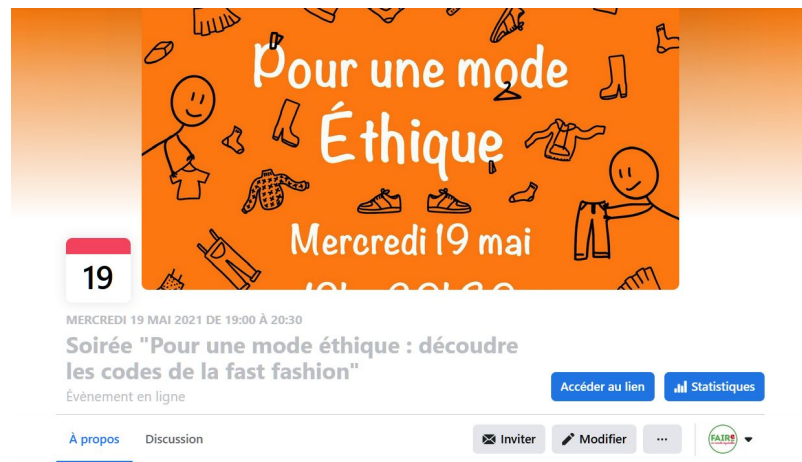 Pour une mode
Éthique
Mercredi 19 mai
19
MERCREDI 19 MAI 2021 DE 19:00 À 20:30
Soirée "Pour une mode éthique : découdre
les codes de la fast fashion"
Évènement en ligne
Accéder au lien
Statistiques
À propos
Discussion
Inviter
Modifier
...
FAIRe